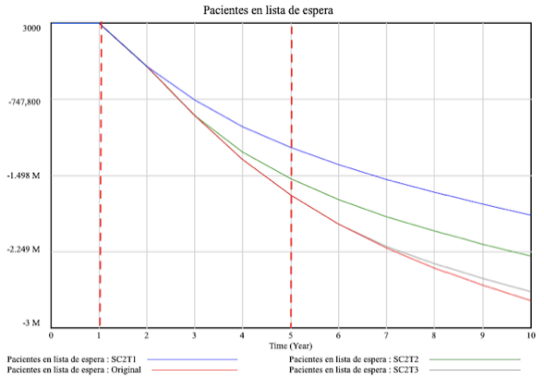 Pacientes en lista de espera
3000
-747,800
-1.498 M
-2.249 M
-3 M
0 1 2 3 4 5 6 7 8 9 10
Time (Year)
Pacientes en lista de espera : SC2T1
Pacientes en lista de espera : SC2T2
Pacientes en lista de espera : Original
Pacientes en lista de espera : SC2T3